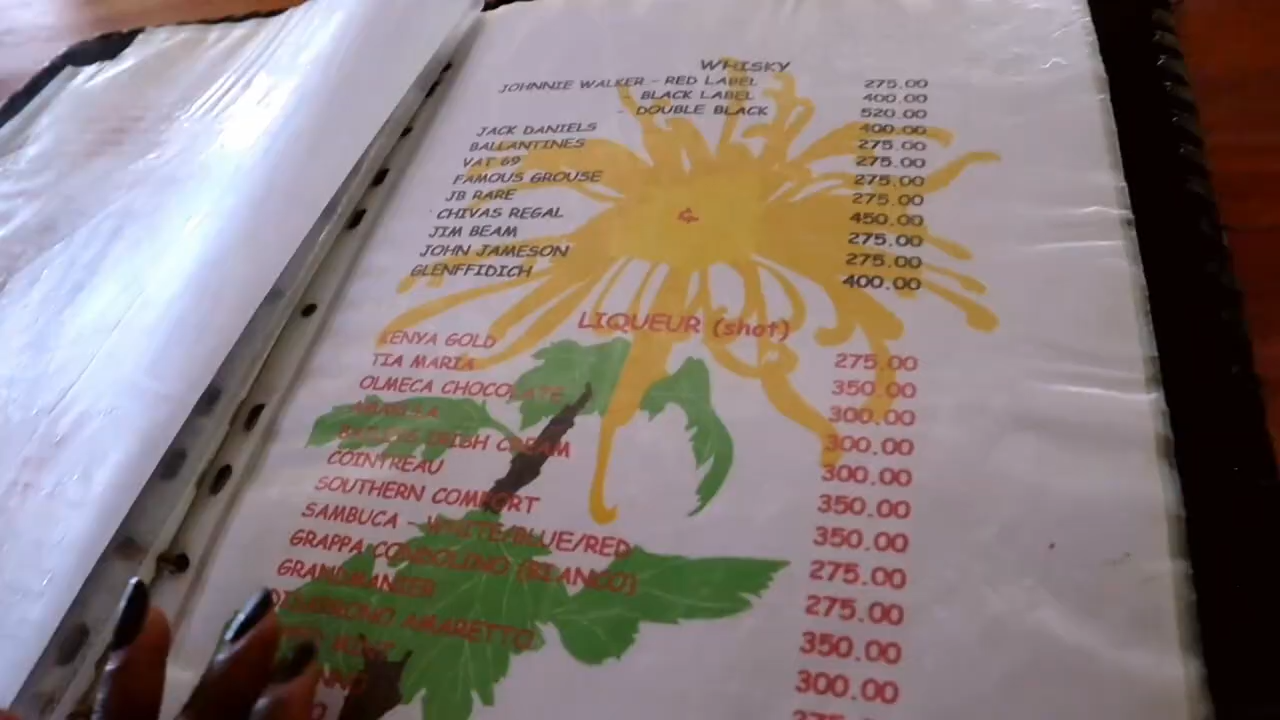 WHISKY
JOHNNIE WALKER - RED LABEL 275.00
BLACK LABEL 400.00
- DOUBLE BLACK 520.00
JACK DANIELS 400.00
BALLANTINES 275.00
VAT 69 275.00
FAMOUS GROUSE 275.00
JB RARE 275.00
CHIVAS REGAL 450.00
JIM BEAM 275.00
JOHN JAMESON 275.00
GLENFFIDICH 400.00
LIQUEUR (shot)
KENYA GOLD 275.00
TIA MARIA 350.00
OLMECA CHOCOLATE 300.00
300.00
IRISH CREAM 300.00
COINTREAU 350.00
SOUTHERN COMFORT 350.00
SAMBUCA - WHITE/BLUE/RED 275.00
GRAPPA CONDOLINO (BIANCO) 275.00
GRANDMANIER 350.00
AMARETTO 300.00